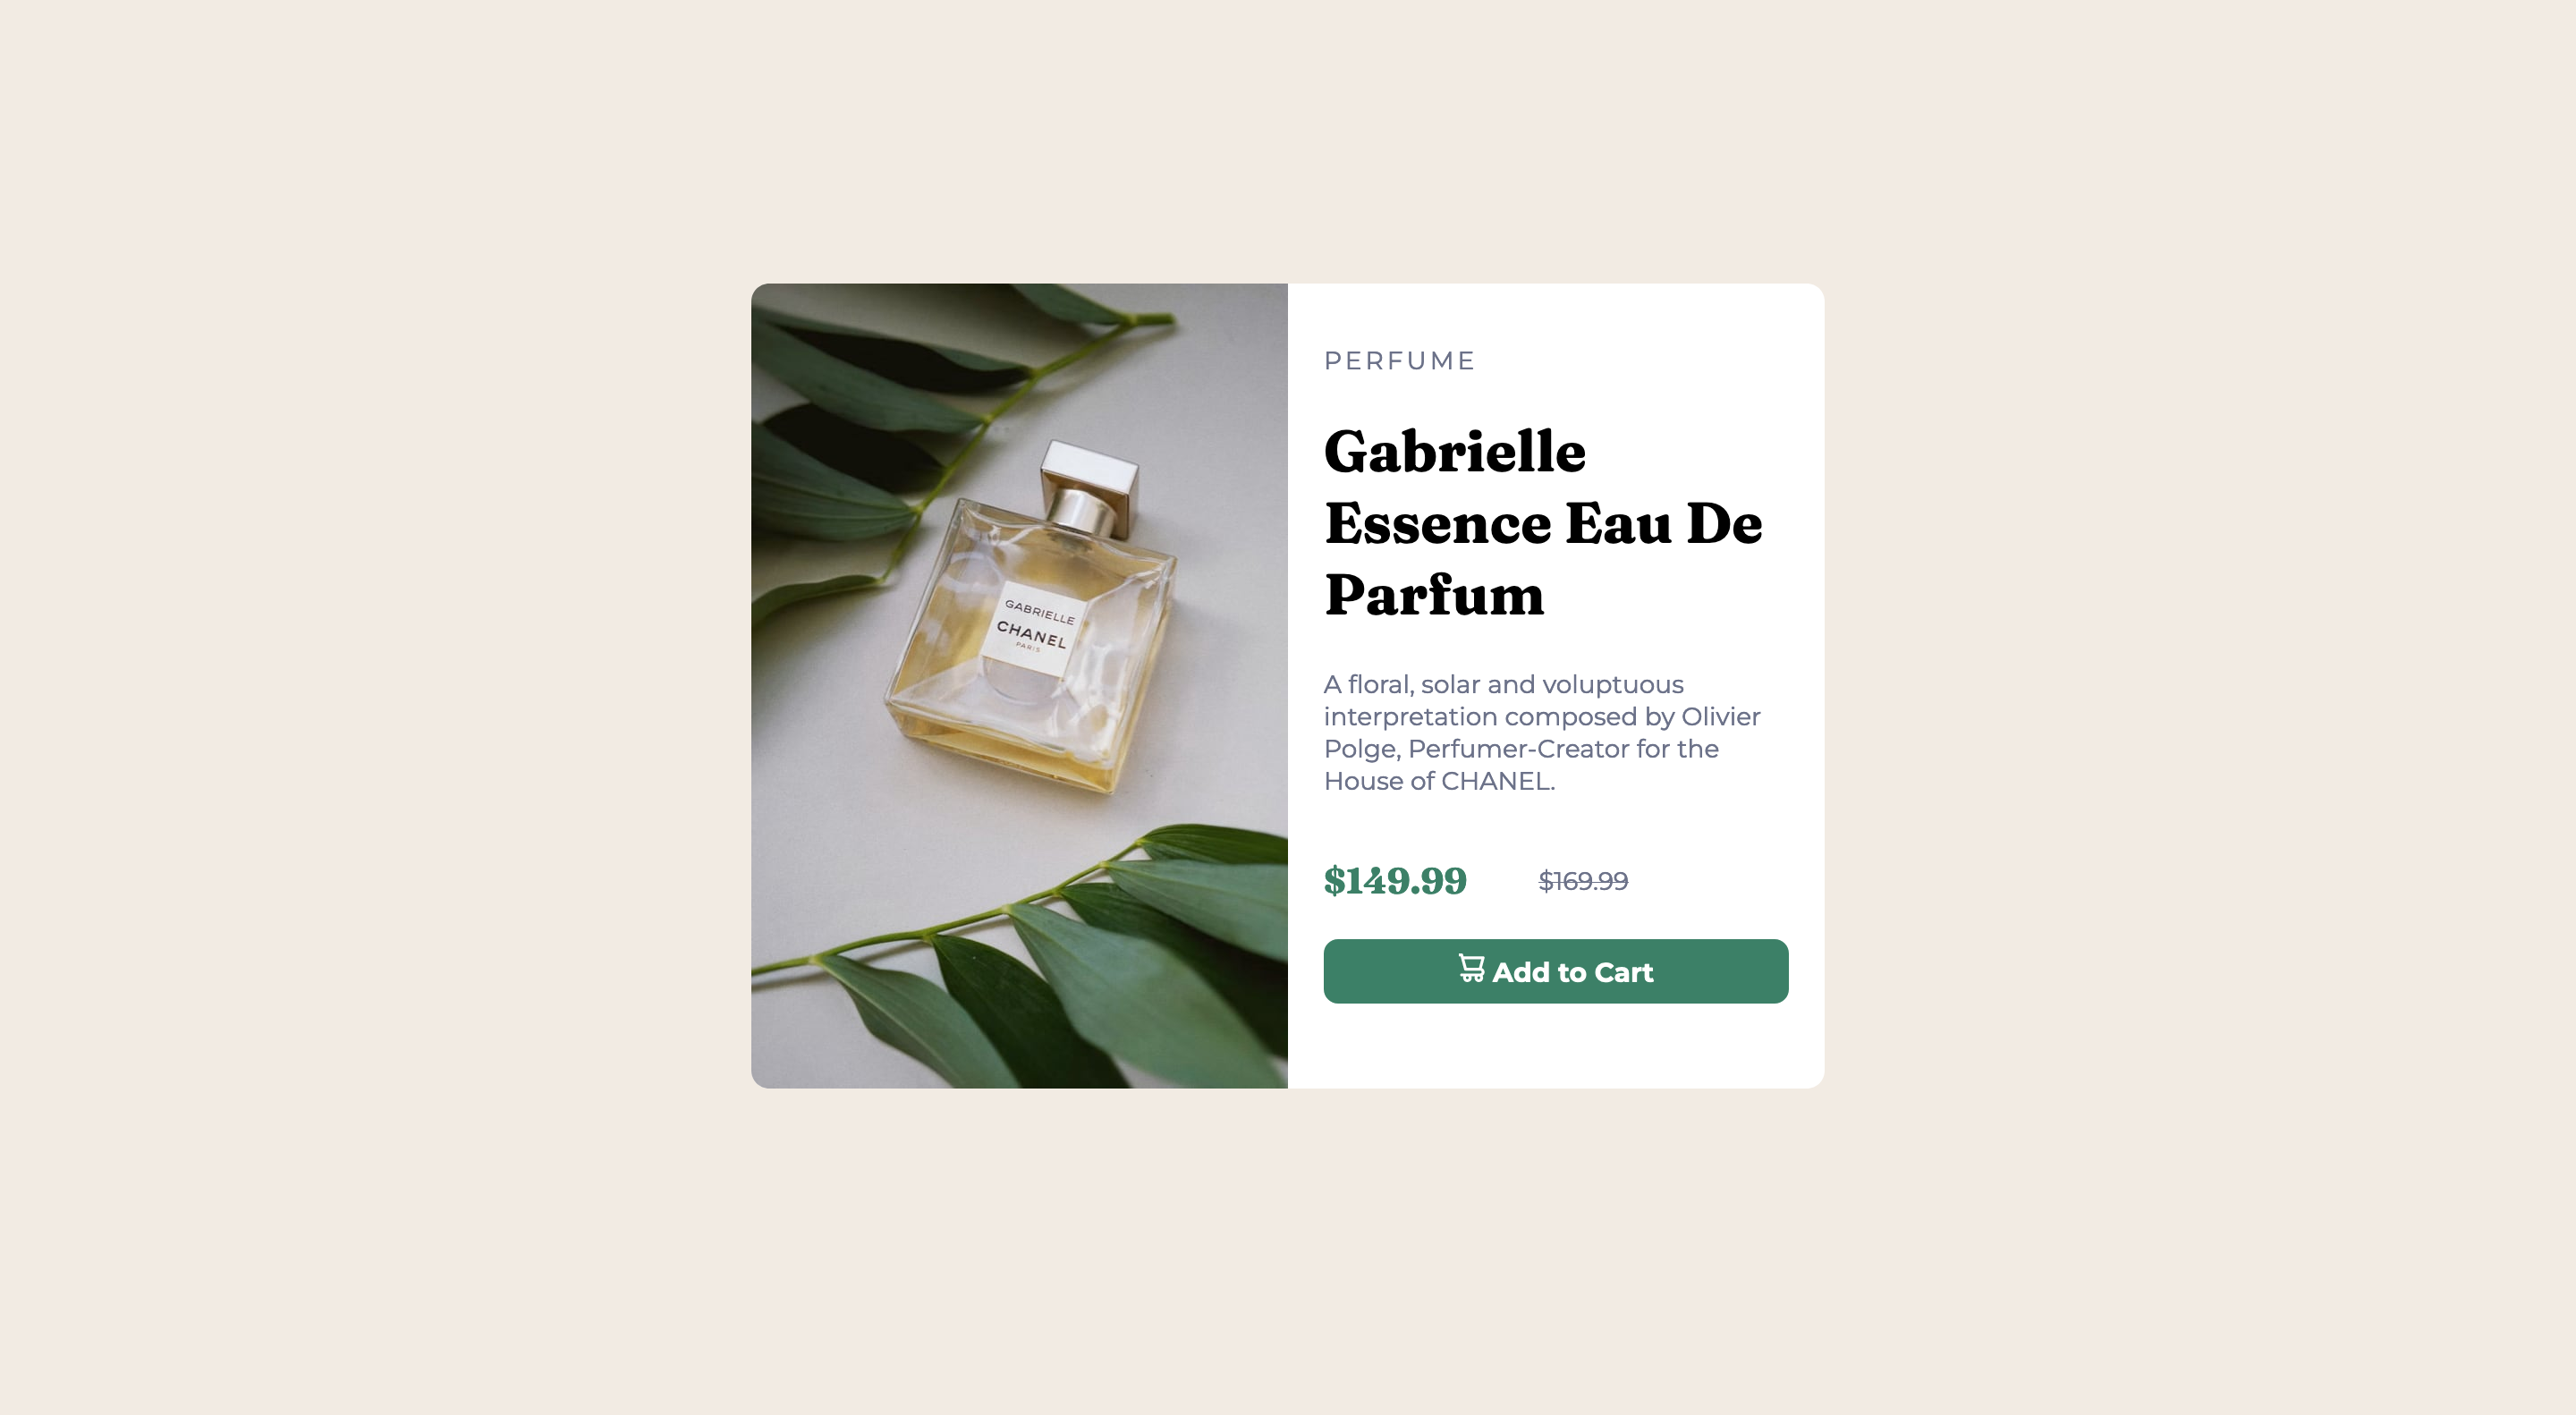 GABRIELLE
CHANEL
PARIS
PERFUME
Gabrielle
Essence Eau De
Parfum
A floral, solar and voluptuous
interpretation composed by Olivier
Polge, Perfumer-Creator for the
House of CHANEL.
$149.99 $169.99
Add to Cart